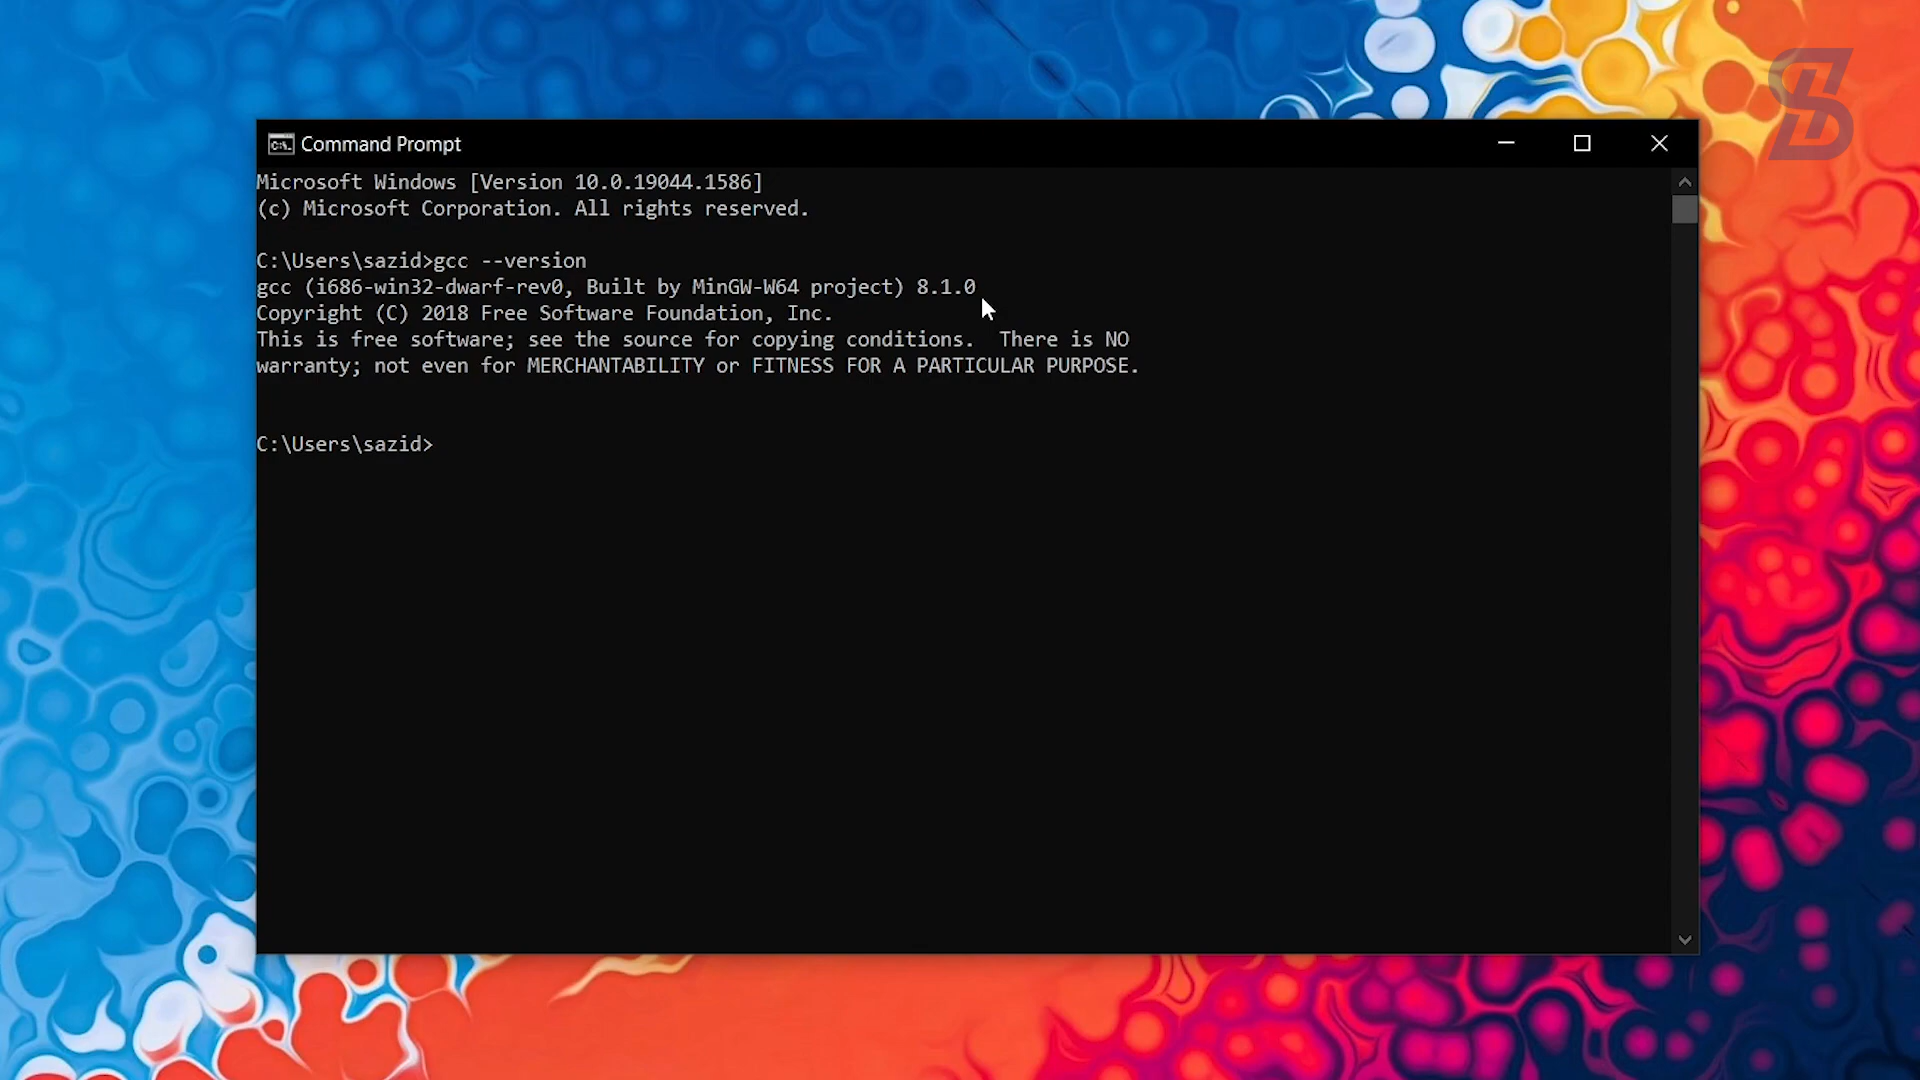 Command Prompt
Microsoft Windows [Version 10.0.19044.1586]
(c) Microsoft Corporation. All rights reserved.
C:\Users\sazid>gcc --version
gcc (i686-win32-dwarf-rev0, Built by MinGW-W64 project) 8.1.0
Copyright (C) 2018 Free Software Foundation, Inc.
This is free software; see the source for copying conditions.  There is NO
warranty; not even for MERCHANTABILITY or FITNESS FOR A PARTICULAR PURPOSE.
C:\Users\sazid>